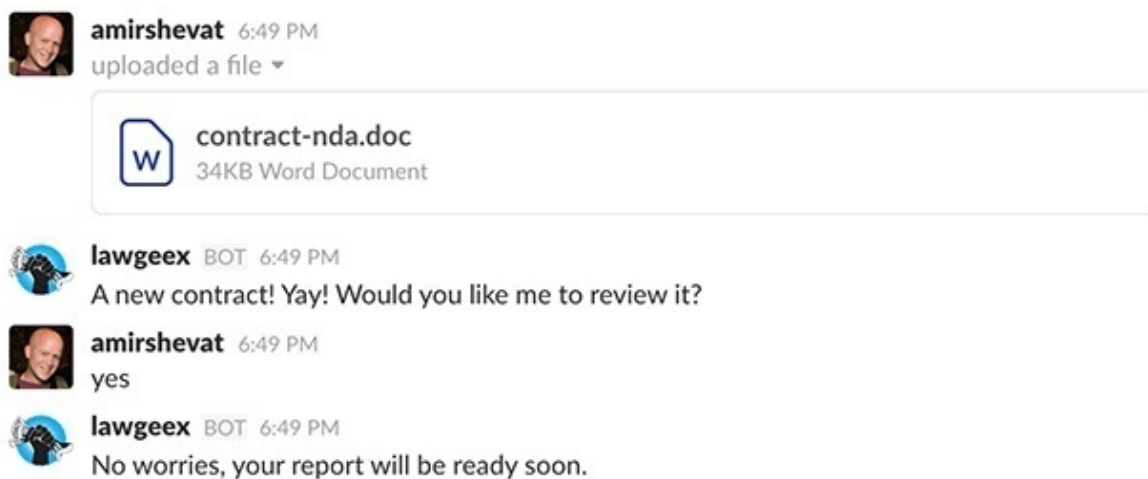 amirshevat 6:49 PM
uploaded a file
W
contract-nda.doc
34KB Word Document
lawgeex BOT 6:49 PM
A new contract! Yay! Would you like me to review it?
amirshevat 6:49 PM
yes
lawgeex BOT 6:49 PM
No worries, your report will be ready soon.